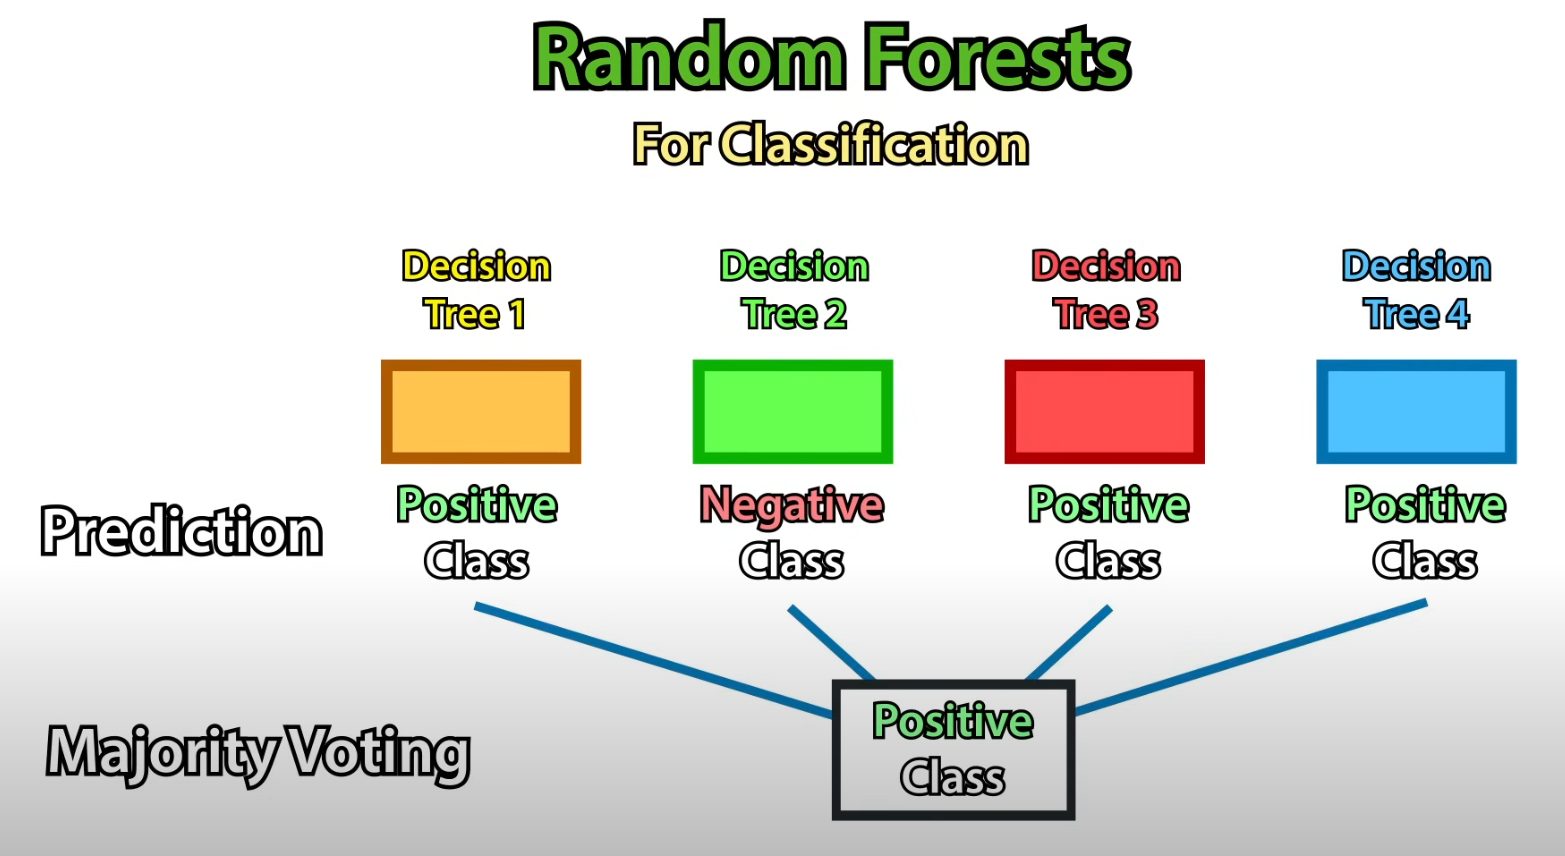 Random Forests
For Classification
Decision
Tree 1
Decision
Tree 2
Decision
Tree 3
Decision
Tree 4
Prediction
Positive
Class
Negative
Class
Positive
Class
Positive
Class
Majority Voting
Positive
Class